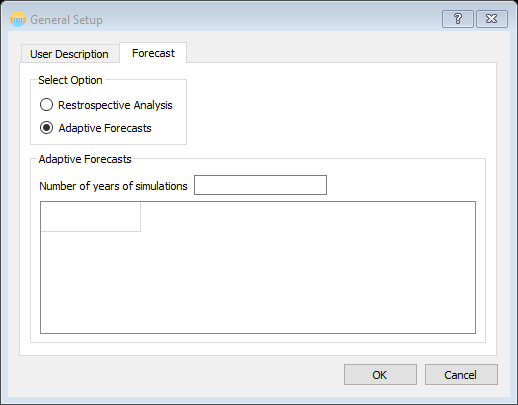 General Setup
?
User Description
Forecast
Select Option
Restrospective Analysis
Adaptive Forecasts
Adaptive Forecasts
Number of years of simulations
OK
Cancel